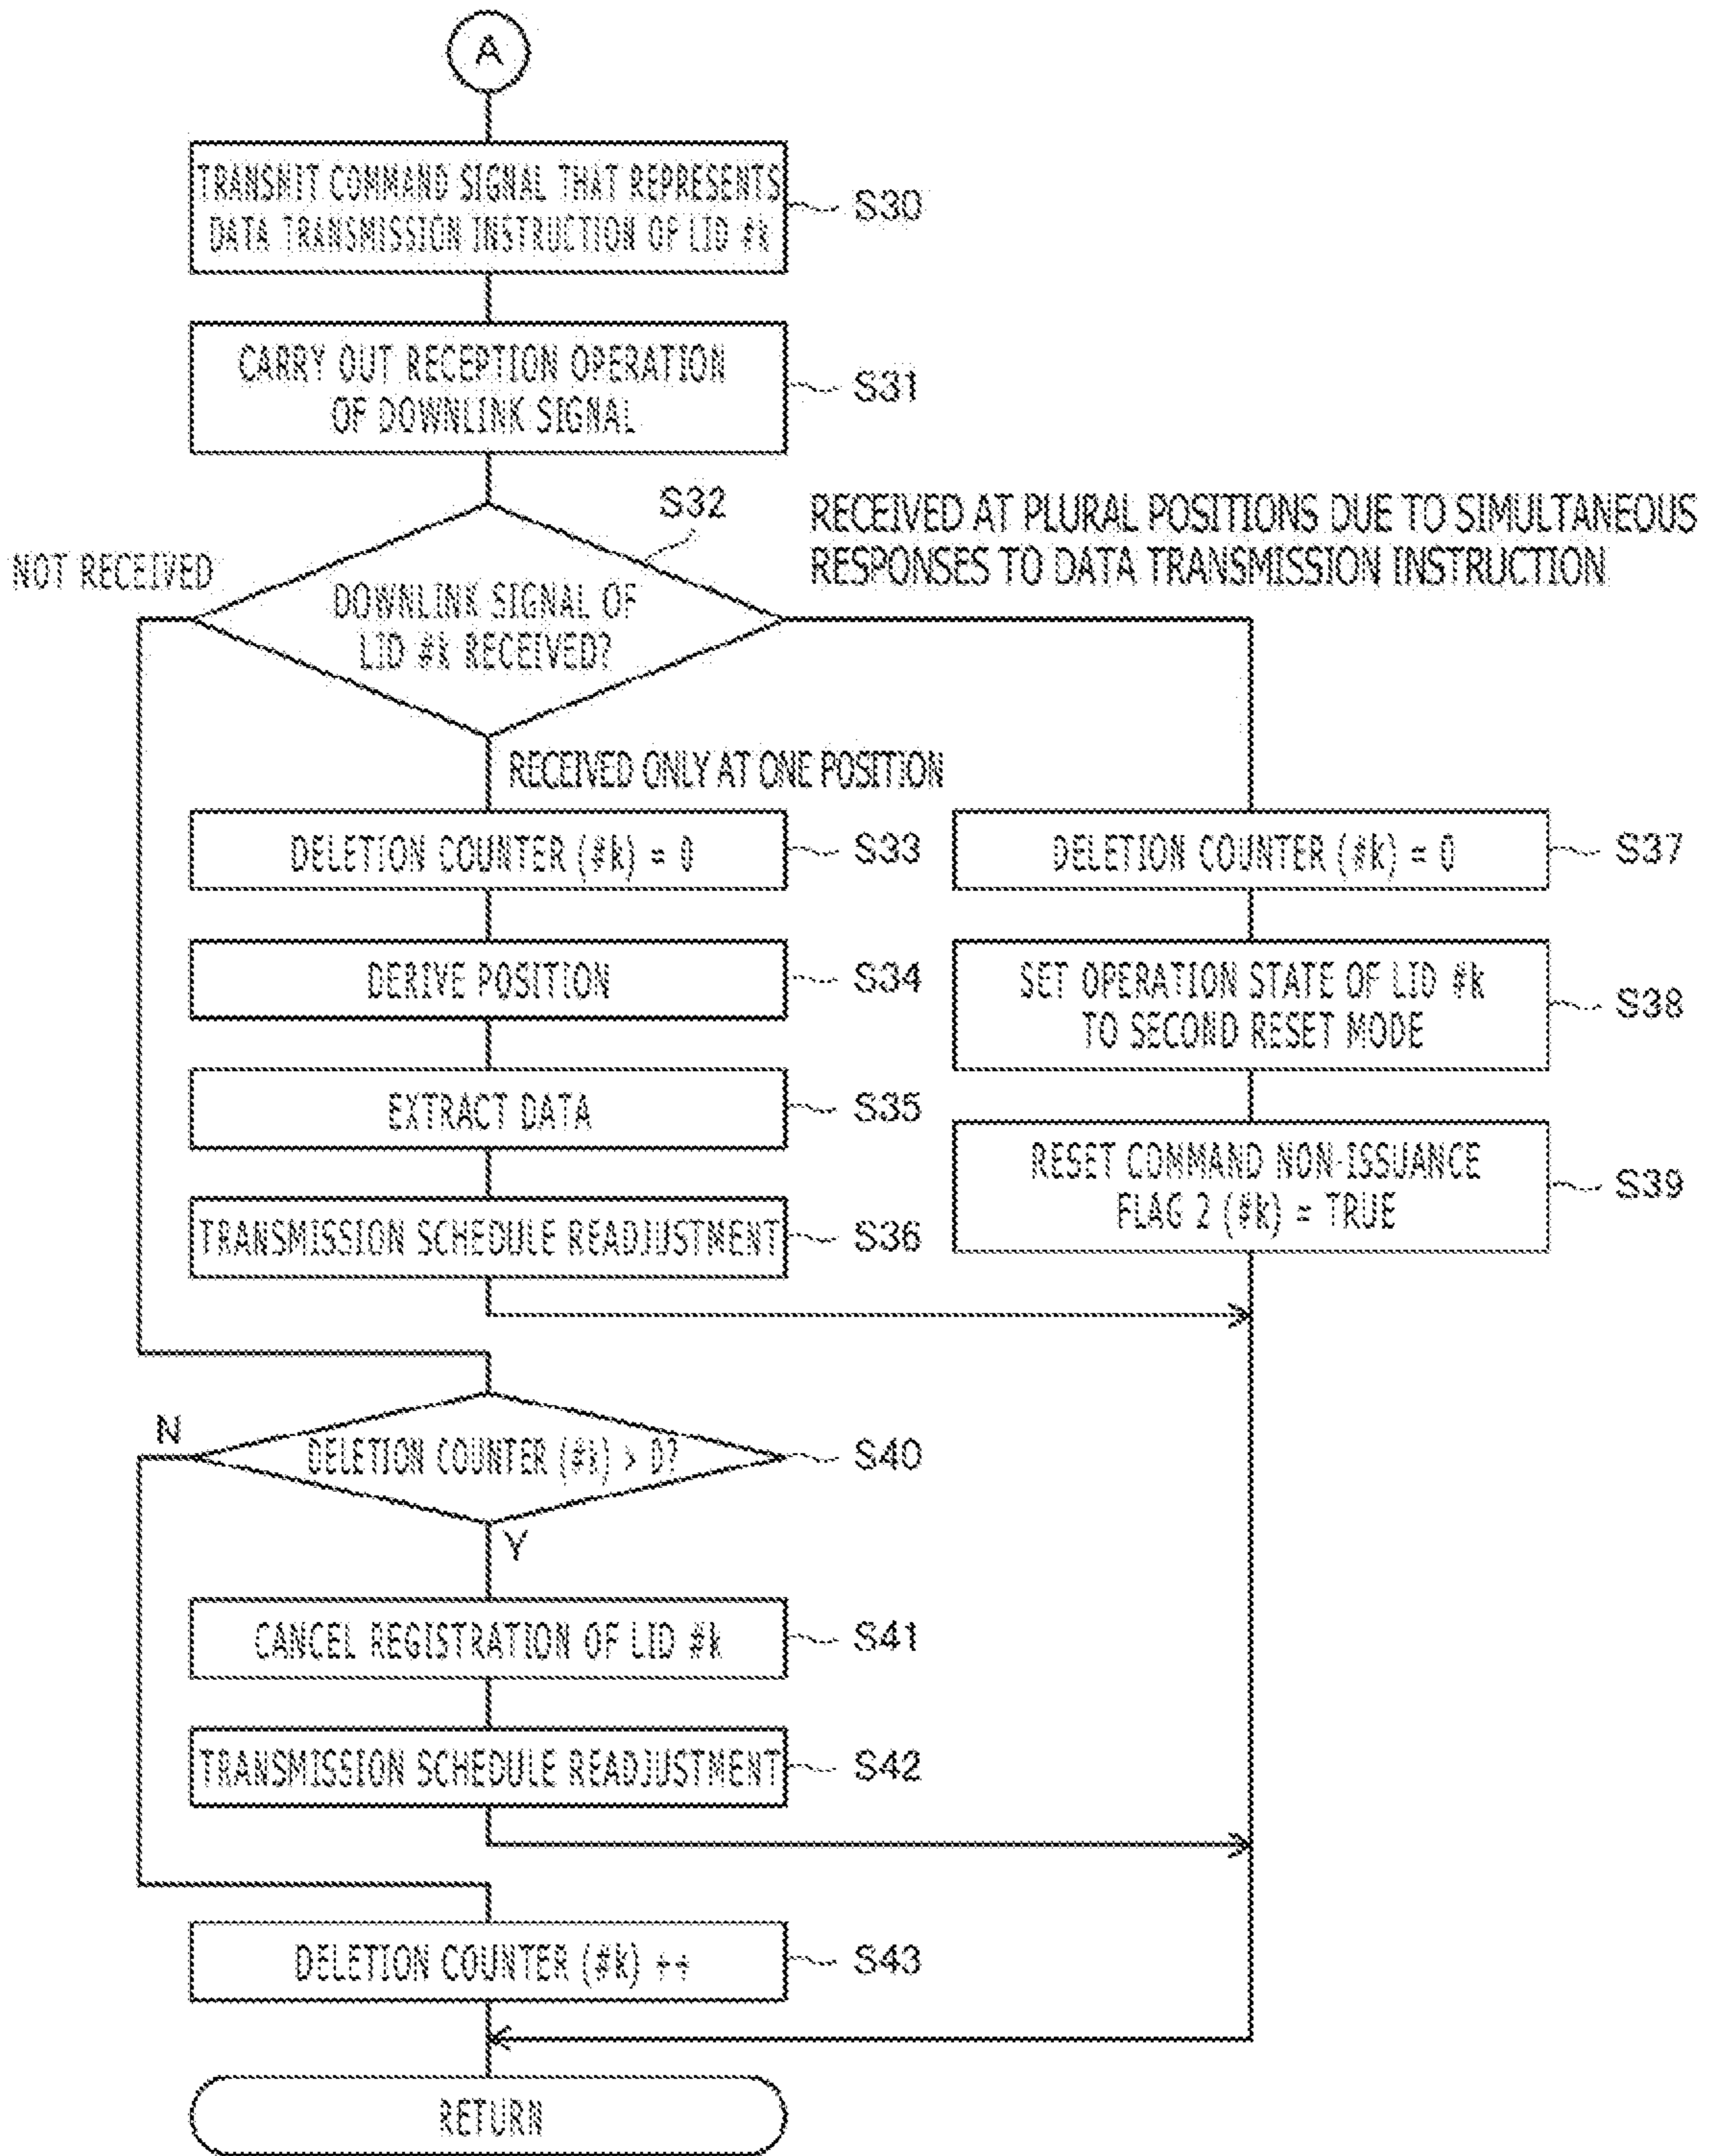 A
TRANSMIT COMMAND SIGNAL THAT REPRESENTS
DATA TRANSMISSION INSTRUCTION OF LID #k
S30
CARRY OUT RECEPTION OPERATION
OF DOWNLINK SIGNAL
S31
S32
RECEIVED AT PLURAL POSITIONS DUE TO SIMULTANEOUS
RESPONSES TO DATA TRANSMISSION INSTRUCTION
NOT RECEIVED
DOWNLINK SIGNAL OF
LID #k RECEIVED?
RECEIVED ONLY AT ONE POSITION
DELETION COUNTER (#k) = 0
S33
DELETION COUNTER (#k) = 0
S37
DERIVE POSITION
S34
SET OPERATION STATE OF LID #k
TO SECOND RESET MODE
S38
EXTRACT DATA
S35
RESET COMMAND NON-ISSUANCE
FLAG 2 (#k) = TRUE
S39
TRANSMISSION SCHEDULE READJUSTMENT
S36
N
DELETION COUNTER (#k) > D?
S40
Y
CANCEL REGISTRATION OF LID #k
S41
TRANSMISSION SCHEDULE READJUSTMENT
S42
DELETION COUNTER (#k) ++
S43
RETURN